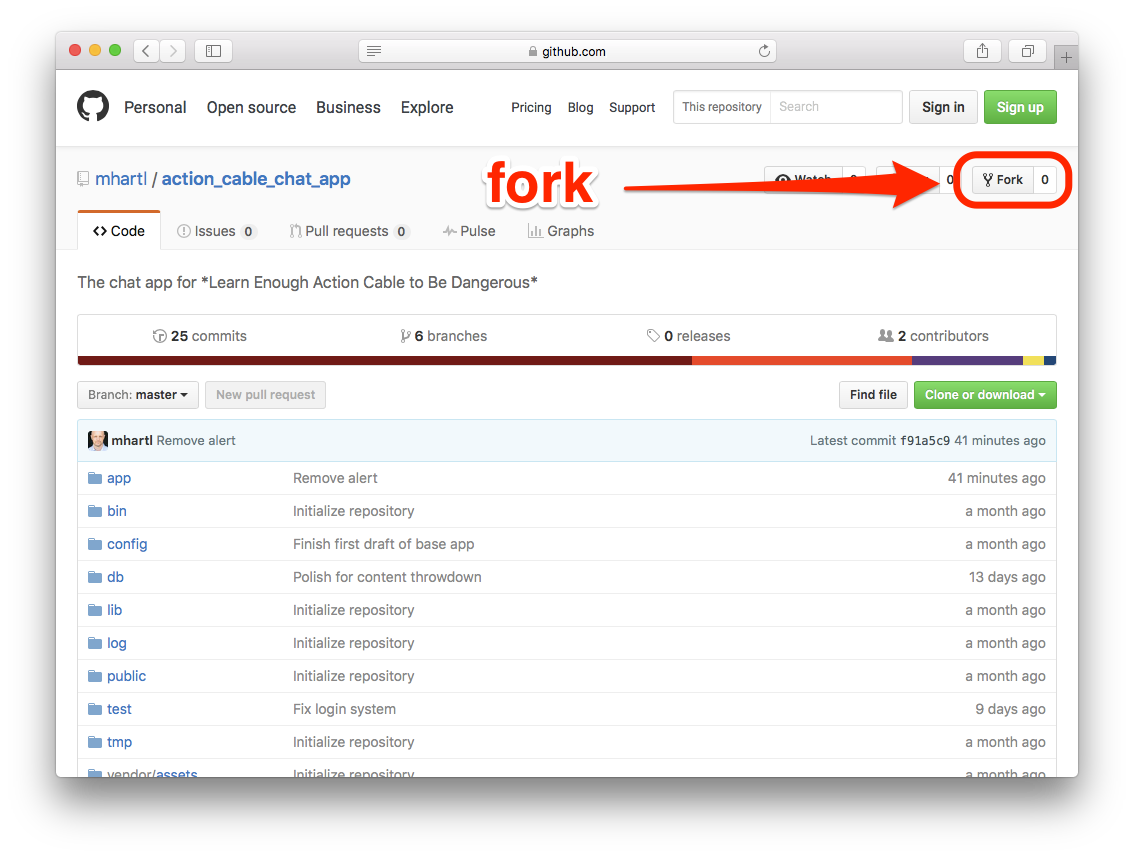 github.com
Personal Open source Business Explore Pricing Blog Support This repository Search Sign in Sign up
mhartl / action_cable_chat_app fork Watch 0 Fork 0
Code Issues 0 Pull requests 0 Pulse Graphs
The chat app for *Learn Enough Action Cable to Be Dangerous*
25 commits 6 branches 0 releases 2 contributors
Branch: master New pull request Find file Clone or download
mhartl Remove alert Latest commit f91a5c9 41 minutes ago
app Remove alert 41 minutes ago
bin Initialize repository a month ago
config Finish first draft of base app a month ago
db Polish for content throwdown 13 days ago
lib Initialize repository a month ago
log Initialize repository a month ago
public Initialize repository a month ago
test Fix login system 9 days ago
tmp Initialize repository a month ago
vendor/assets Initialize repository a month ago